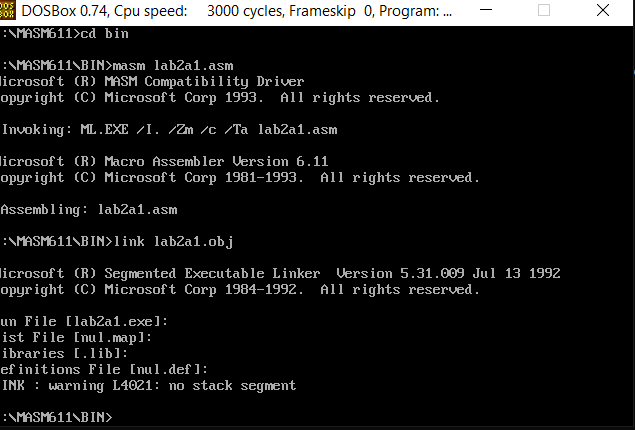 DOSBox 0.74, Cpu speed: 3000 cycles, Frameskip 0, Program: ...
:\MASM611>cd bin
:\MASM611\BIN>masm lab2a1.asm
icrosoft (R) MASM Compatibility Driver
opyright (C) Microsoft Corp 1993. All rights reserved.
Invoking: ML.EXE /I. /Zm /c /Ta lab2a1.asm
icrosoft (R) Macro Assembler Version 6.11
opyright (C) Microsoft Corp 1981-1993. All rights reserved.
Assembling: lab2a1.asm
:\MASM611\BIN>link lab2a1.obj
icrosoft (R) Segmented Executable Linker Version 5.31.009 Jul 13 1992
opyright (C) Microsoft Corp 1984-1992. All rights reserved.
un File [lab2a1.exe]:
ist File [nul.map]:
ibraries [.lib]:
efinitions File [nul.def]:
INK : warning L4021: no stack segment
:\MASM611\BIN>